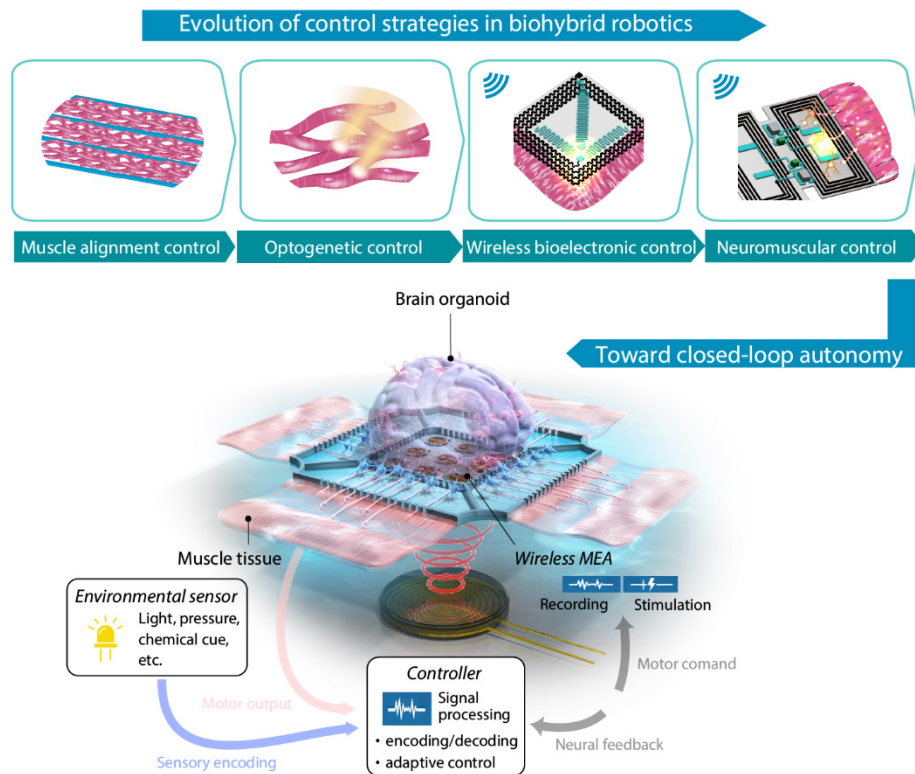 Evolution of control strategies in biohybrid robotics
Muscle alignment control
Optogenetic control
Wireless bioelectronic control
Neuromuscular control
Toward closed-loop autonomy
Brain organoid
Muscle tissue
Wireless MEA
Recording
Stimulation
Environmental sensor
Light, pressure,
chemical cue,
etc.
Motor output
Sensory encoding
Controller
Signal
processing
• encoding/decoding
• adaptive control
Motor comand
Neural feedback